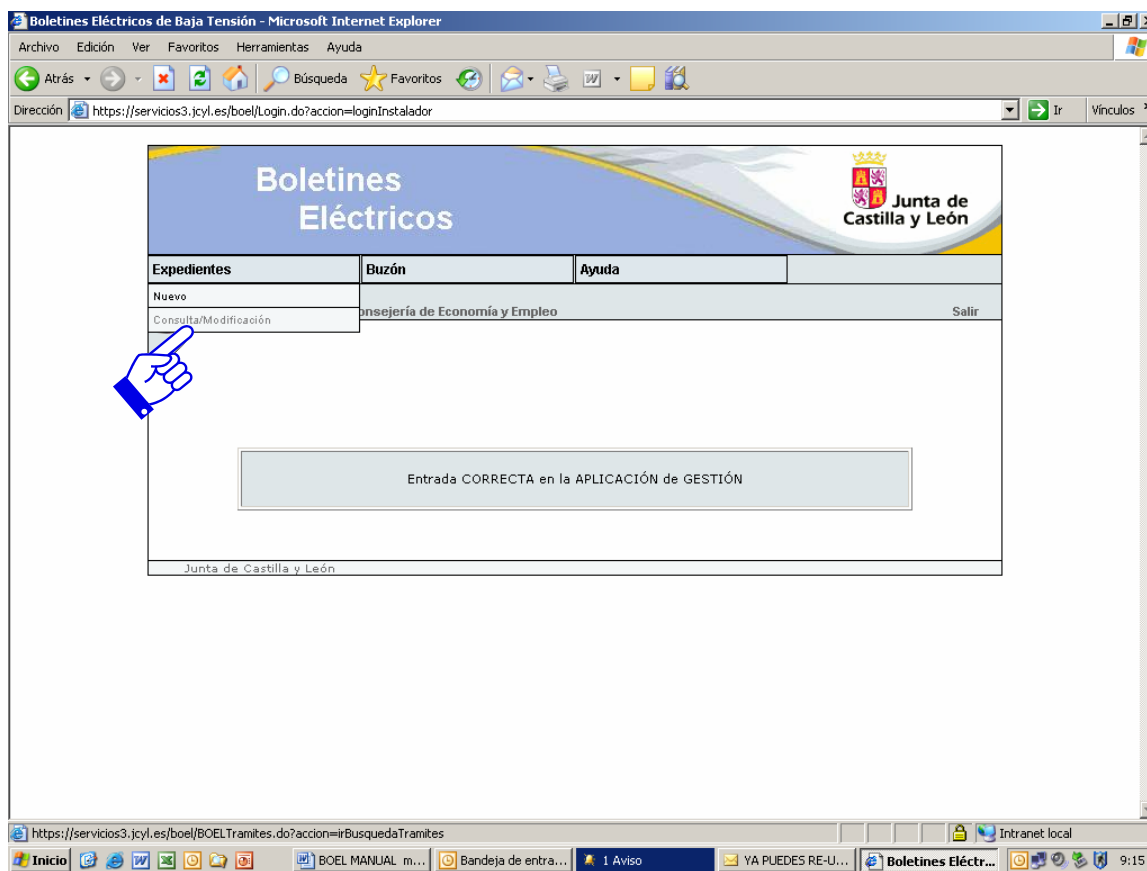 Boletines Eléctricos de Baja Tensión - Microsoft Internet Explorer
Archivo Edición Ver Favoritos Herramientas Ayuda
Atrás Búsqueda Favoritos
Dirección https://servicios3.jcyl.es/boel/Login.do?accion=loginInstalador Ir Vínculos
Boletines
Eléctricos
Junta de
Castilla y León
Expedientes Buzón Ayuda
Nuevo
onsejería de Economía y Empleo Salir
Consulta/Modificación
Entrada CORRECTA en la APLICACIÓN de GESTIÓN
Junta de Castilla y León
https://servicios3.jcyl.es/boel/BOELTramites.do?accion=irBusquedaTramites Intranet local
Inicio BOEL MANUAL m... Bandeja de entra... 1 Aviso YA PUEDES RE-U... Boletines Eléctr... 9:15